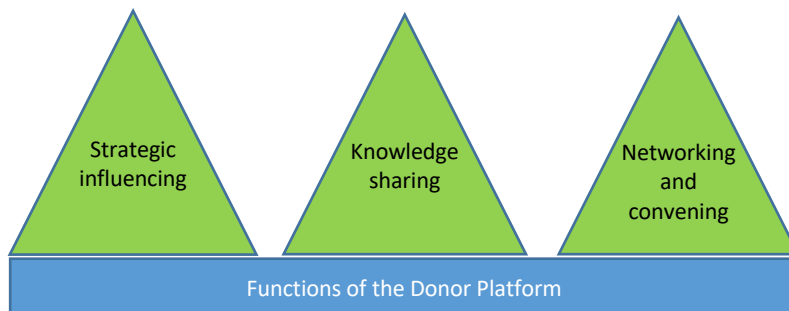 Strategic
influencing
Knowledge
sharing
Networking
and
convening
Functions of the Donor Platform